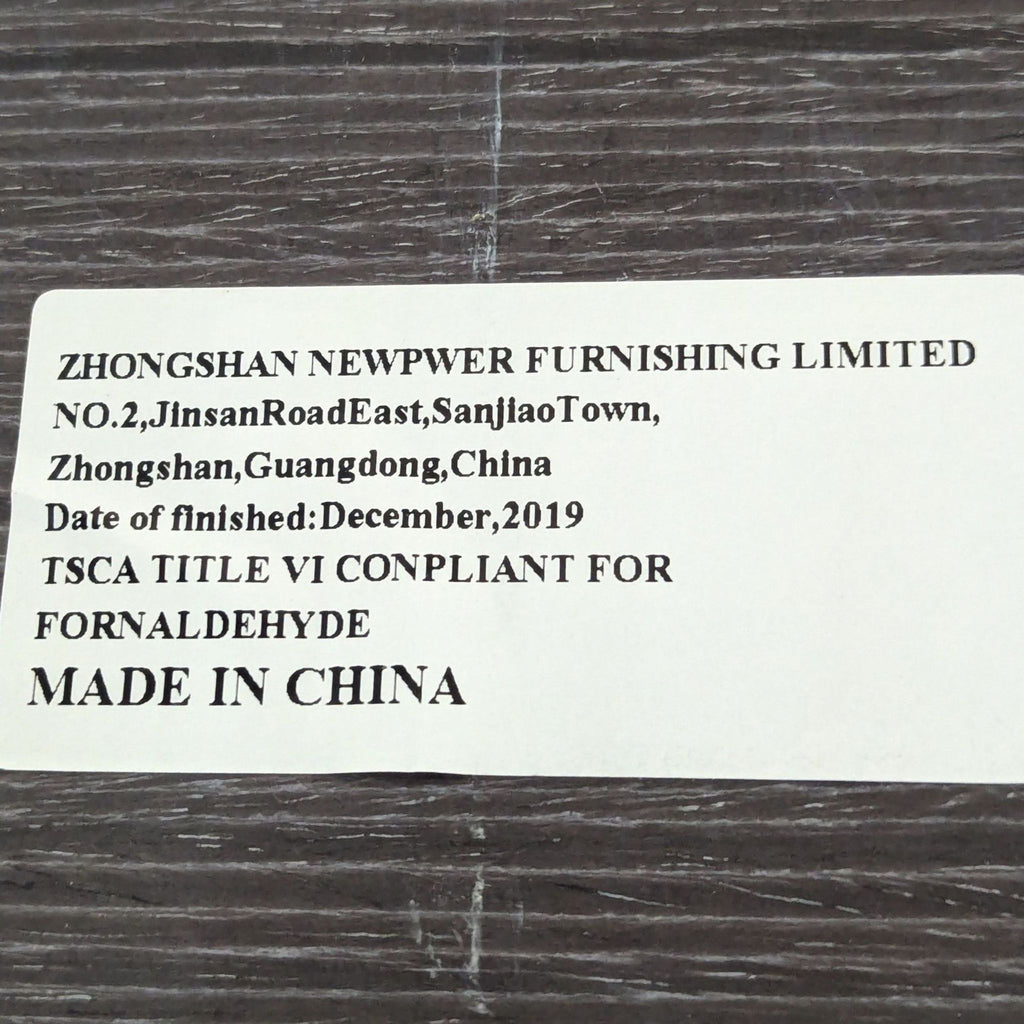 ZHONGSHAN NEWPWER FURNISHING LIMITED
NO.2,JinsanRoadEast,SanjiaoTown,
Zhongshan,Guangdong,China
Date of finished:December,2019
TSCA TITLE VI CONPLIANT FOR
FORNALDEHYDE
MADE IN CHINA